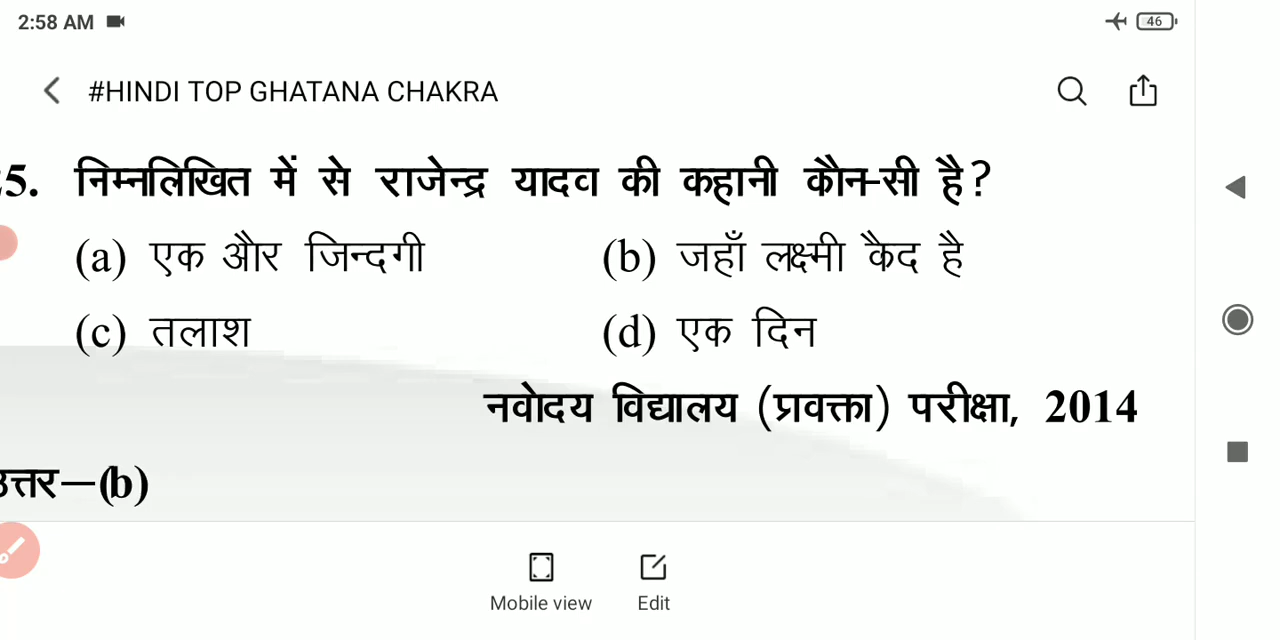 2:58 AM
46
#HINDI TOP GHATANA CHAKRA
5. निम्नलिखित में से राजेन्द्र यादव की कहानी कौन-सी है?
(a) एक और जिन्दगी (b) जहाँ लक्ष्मी कैद है
(c) तलाश (d) एक दिन
नवोदय विद्यालय (प्रवक्ता) परीक्षा, 2014
उत्तर—(b)
Mobile view Edit